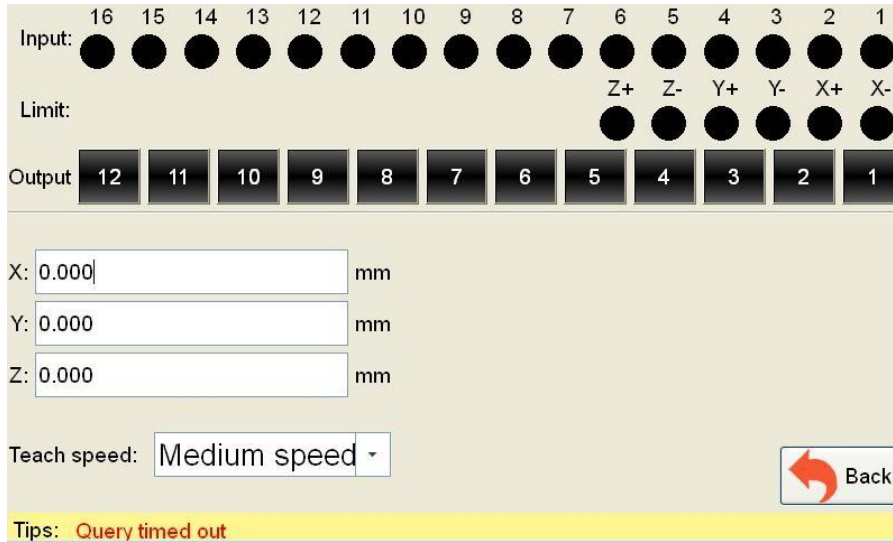 16 15 14 13 12 11 10 9 8 7 6 5 4 3 2 1
Input:
Z+ Z- Y+ Y- X+ X-
Limit:
Output 12 11 10 9 8 7 6 5 4 3 2 1
X: 0.000 mm
Y: 0.000 mm
Z: 0.000 mm
Teach speed: Medium speed
Back
Tips: Query timed out